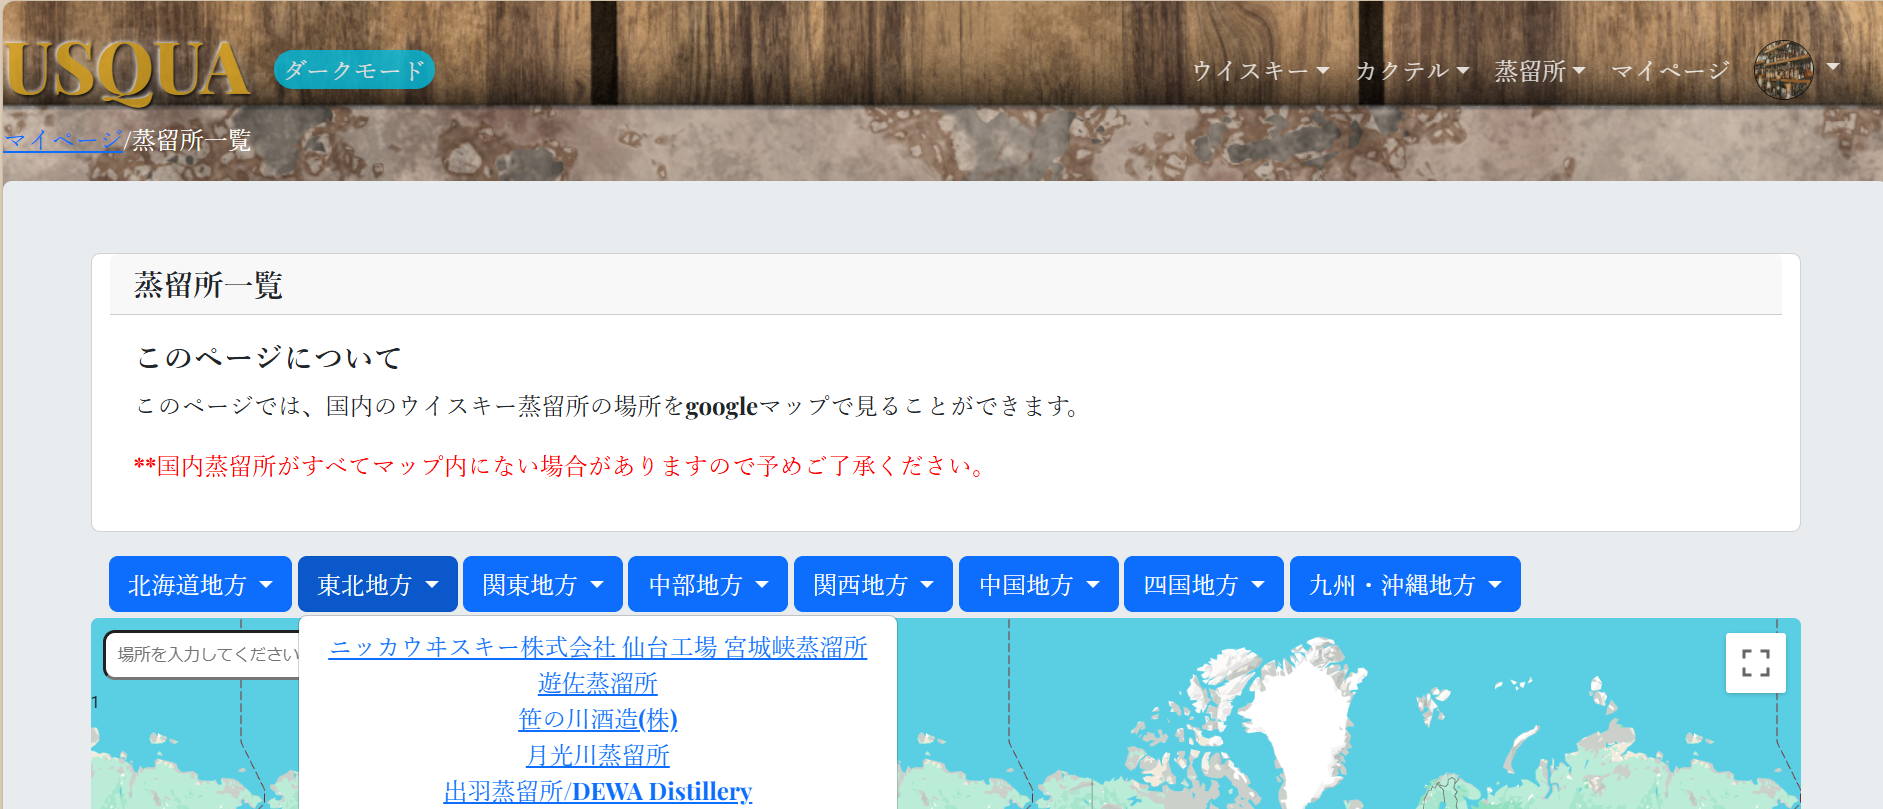 USQUA ダークモード ウイスキー カクテル 蒸留所 マイページ
マイページ/蒸留所一覧
蒸留所一覧
このページについて
このページでは、国内のウイスキー蒸留所の場所をgoogleマップで見ることができます。
**国内蒸留所がすべてマップ内にない場合がありますので予めご了承ください。
北海道地方 東北地方 関東地方 中部地方 関西地方 中国地方 四国地方 九州・沖縄地方
場所を入力してください
ニッカウヰスキー株式会社 仙台工場 宮城峡蒸溜所
遊佐蒸溜所
笹の川酒造(株)
1
月光川蒸留所
出羽蒸留所/DEWA Distillery